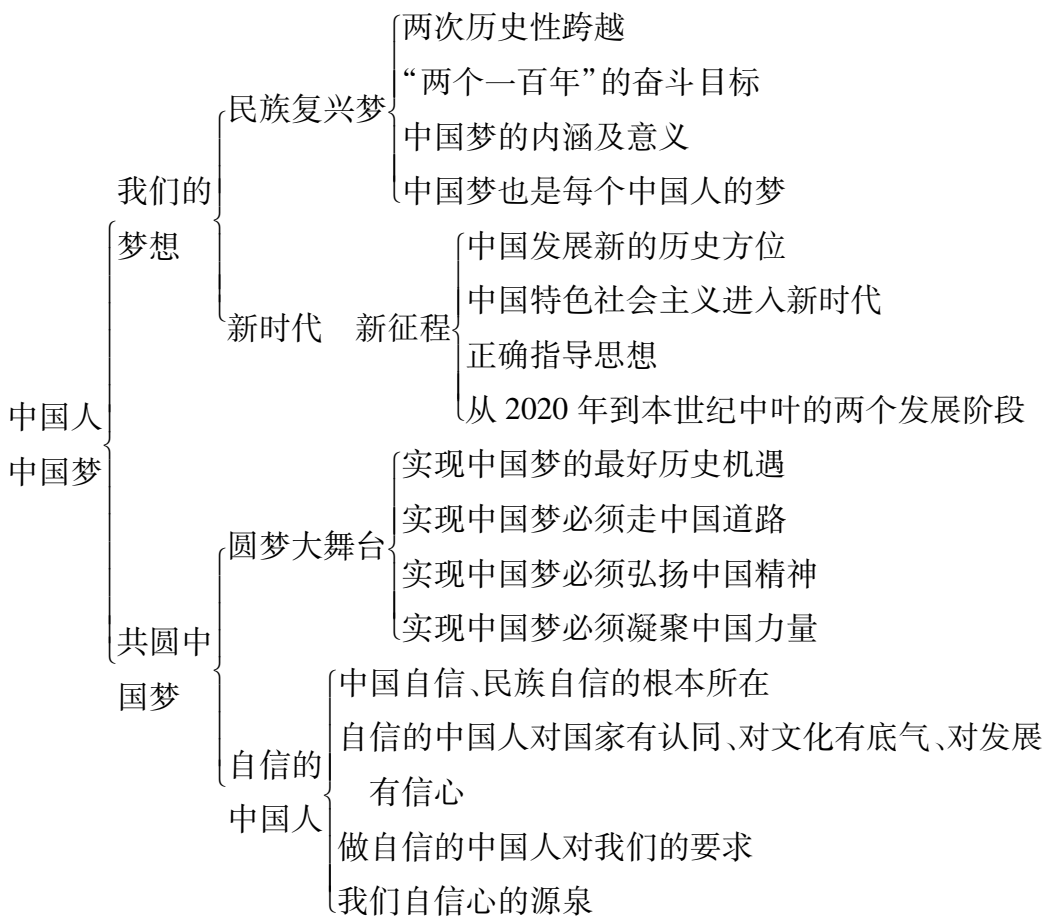 中国人
中国梦
我们的
梦想
民族复兴梦
两次历史性跨越
“两个一百年”的奋斗目标
中国梦的内涵及意义
中国梦也是每个中国人的梦
新时代 新征程
中国发展新的历史方位
中国特色社会主义进入新时代
正确指导思想
从2020年到本世纪中叶的两个发展阶段
共圆中
国梦
圆梦大舞台
实现中国梦的最好历史机遇
实现中国梦必须走中国道路
实现中国梦必须弘扬中国精神
实现中国梦必须凝聚中国力量
自信的
中国人
中国自信、民族自信的根本所在
自信的中国人对国家有认同、对文化有底气、对发展
有信心
做自信的中国人对我们的要求
我们自信心的源泉